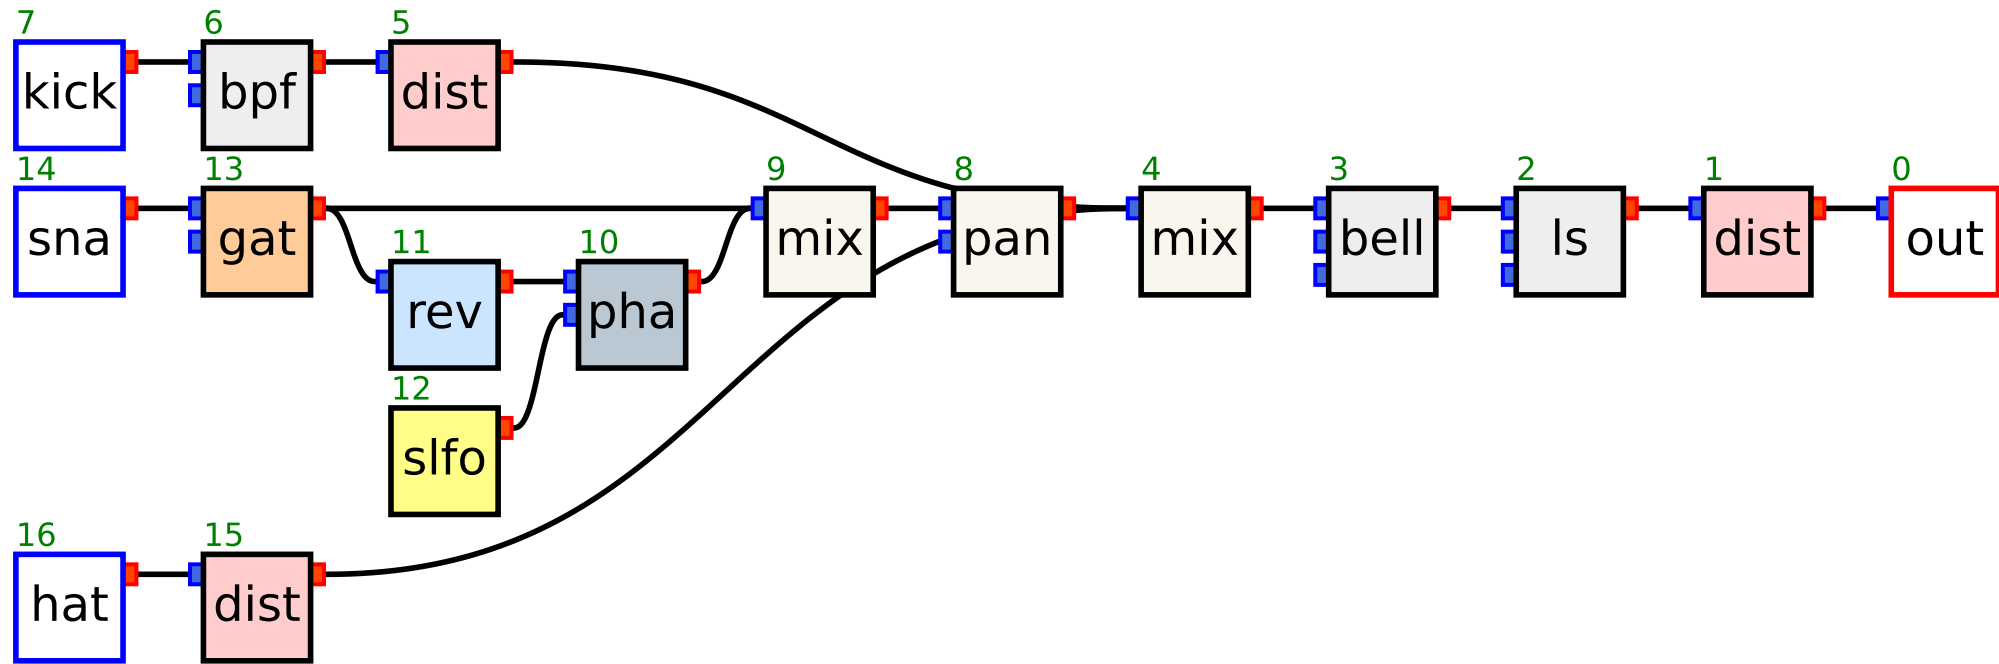 7 6 5
kick bpf dist
14 13 9 8 4 3 2 1 0
sna gat mix pan mix bell ls dist out
11 10
rev pha
12
slfo
16 15
hat dist